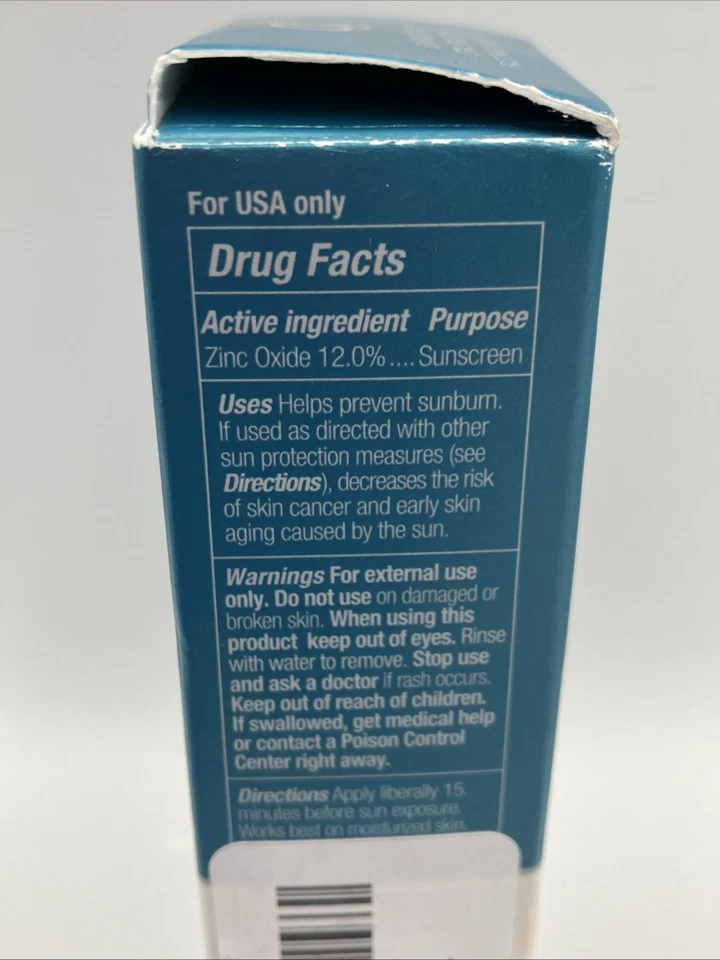 For USA only
Drug Facts
Active ingredient Purpose
Zinc Oxide 12.0%....Sunscreen
Uses Helps prevent sunburn.
If used as directed with other
sun protection measures (see
Directions), decreases the risk
of skin cancer and early skin
aging caused by the sun.
Warnings For external use
only. Do not use on damaged or
broken skin. When using this
product keep out of eyes. Rinse
with water to remove. Stop use
and ask a doctor if rash occurs.
Keep out of reach of children.
If swallowed, get medical help
or contact a Poison Control
Center right away.
Directions Apply liberally 15
minutes before sun exposure.
Works best on moisturized skin.